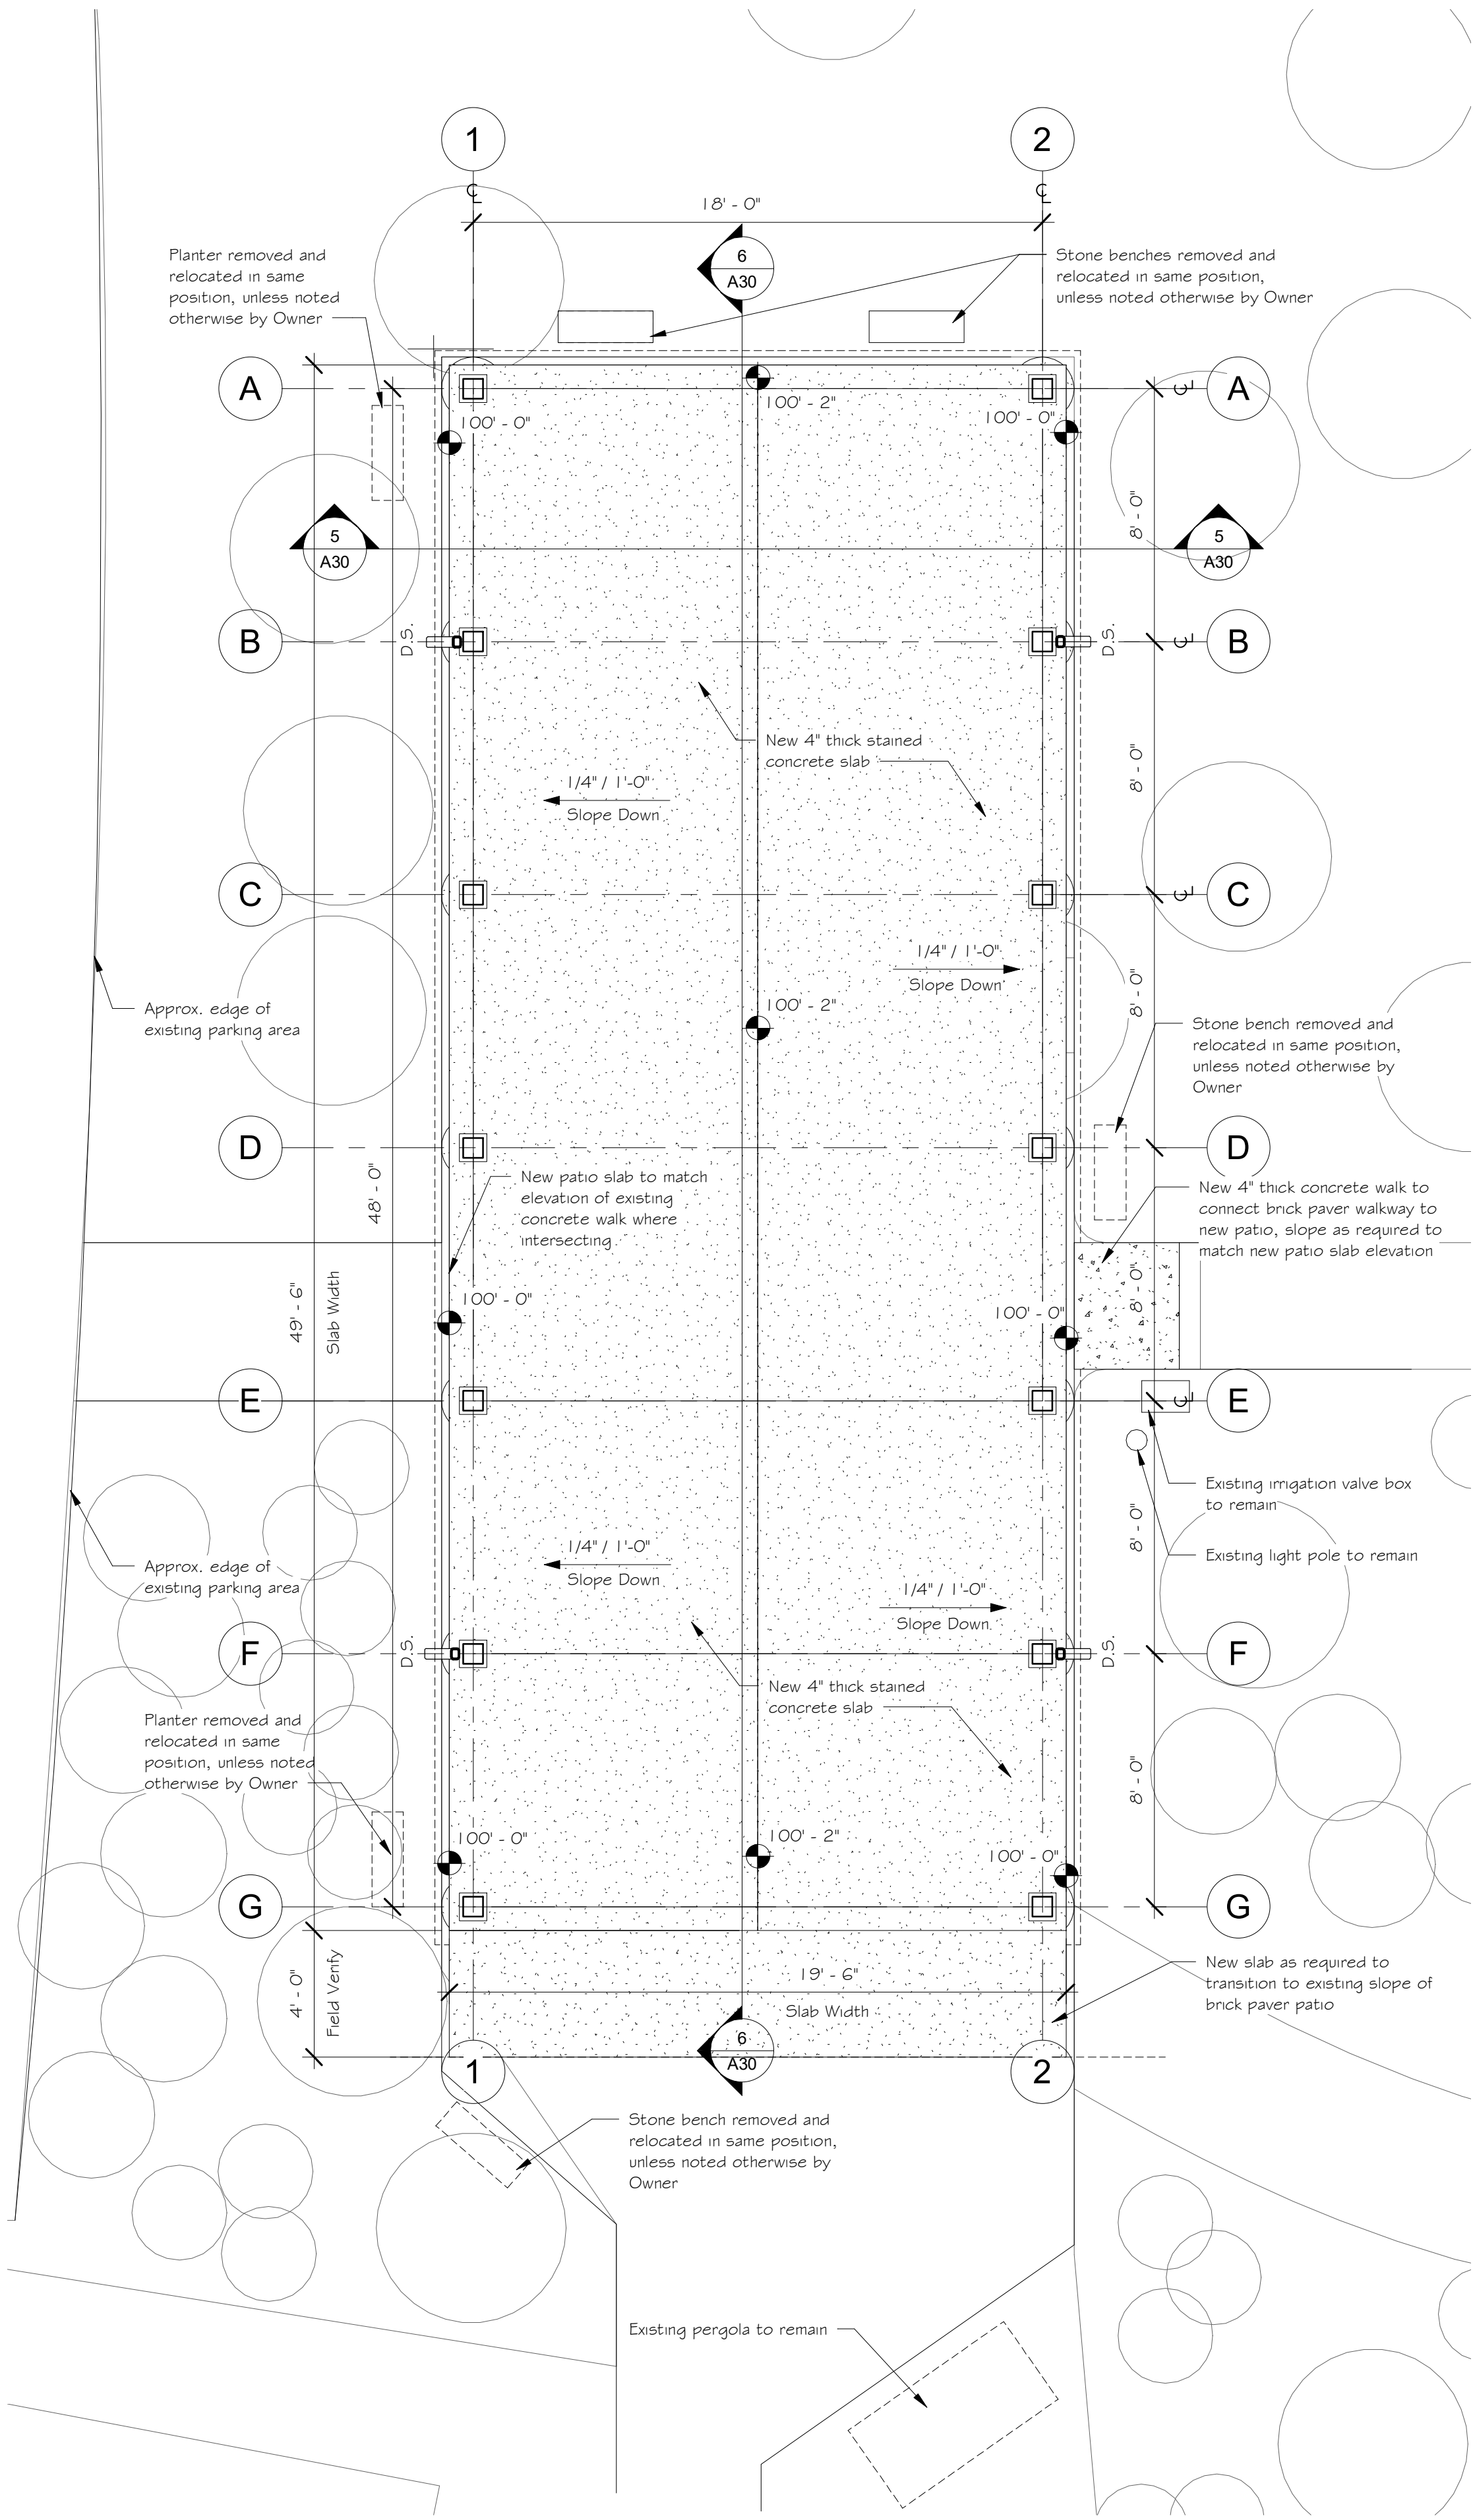 1
2
CL
CL
18' - 0"
Planter removed and
relocated in same
position, unless noted
otherwise by Owner
6
A30
Stone benches removed and
relocated in same position,
unless noted otherwise by Owner
A
A
CL
100' - 0"
100' - 2"
100' - 0"
8' - 0"
5
A30
5
A30
B
D.S.
D.S.
CL
B
New 4" thick stained
concrete slab
8' - 0"
1/4" / 1'-0"
Slope Down
C
CL
C
1/4" / 1'-0"
Slope Down
8' - 0"
100' - 2"
Approx. edge of
existing parking area
Stone bench removed and
relocated in same position,
unless noted otherwise by
Owner
D
D
48' - 0"
New patio slab to match
elevation of existing
concrete walk where
intersecting
New 4" thick concrete walk to
connect brick paver walkway to
new patio, slope as required to
match new patio slab elevation
8' - 0"
49' - 6"
Slab Width
100' - 0"
100' - 0"
E
CL
E
Existing irrigation valve box
to remain
8' - 0"
Existing light pole to remain
Approx. edge of
existing parking area
1/4" / 1'-0"
Slope Down
1/4" / 1'-0"
Slope Down
F
D.S.
D.S.
F
New 4" thick stained
concrete slab
Planter removed and
relocated in same
position, unless noted
otherwise by Owner
8' - 0"
100' - 0"
100' - 2"
100' - 0"
G
G
4' - 0"
Field Verify
19' - 6"
Slab Width
New slab as required to
transition to existing slope of
brick paver patio
6
A30
1
2
Stone bench removed and
relocated in same position,
unless noted otherwise by
Owner
Existing pergola to remain